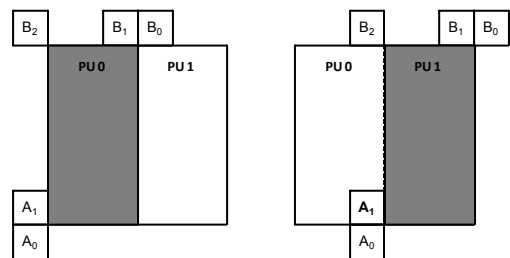 B₂ B₁ B₀ B₂ B₁ B₀
PU 0 PU 1 PU 0 PU 1
A₁ A₁
A₀ A₀